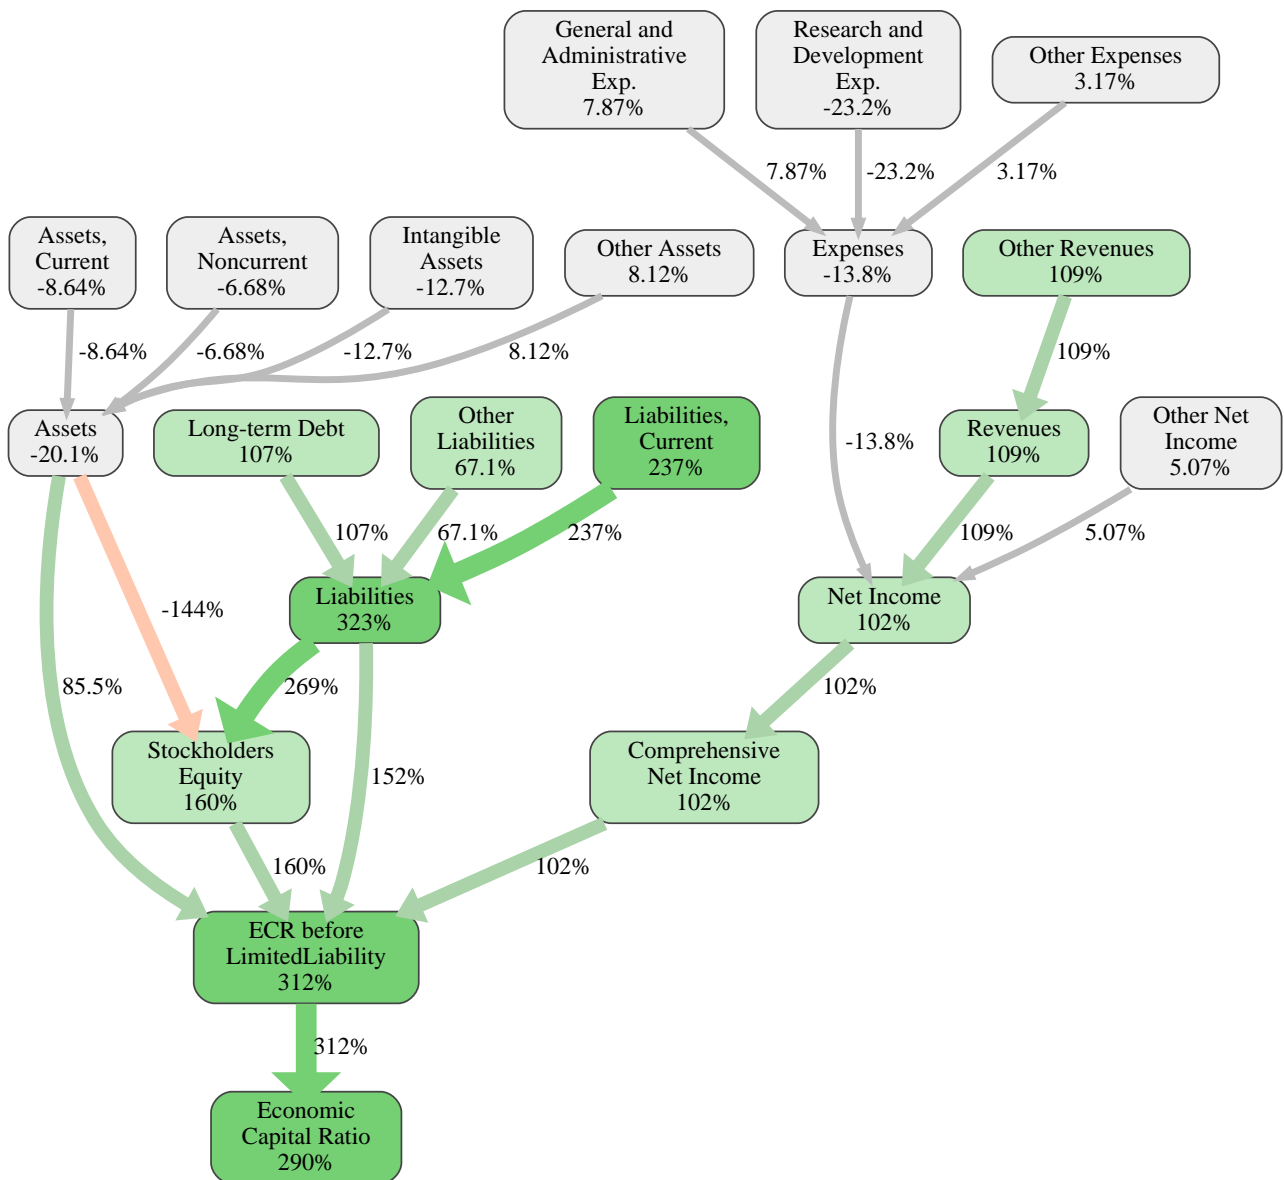 General and
Administrative
Exp.
7.87%
Research and
Development
Exp.
-23.2%
Other Expenses
3.17%
7.87%
-23.2%
3.17%
Assets,
Current
-8.64%
Assets,
Noncurrent
-6.68%
Intangible
Assets
-12.7%
Other Assets
8.12%
Expenses
-13.8%
Other Revenues
109%
-8.64%
-6.68%
-12.7%
8.12%
109%
Assets
-20.1%
Long-term Debt
107%
Other
Liabilities
67.1%
Liabilities,
Current
237%
-13.8%
Revenues
109%
Other Net
Income
5.07%
107%
67.1%
237%
109%
5.07%
Liabilities
323%
Net Income
102%
-144%
85.5%
269%
102%
Stockholders
Equity
160%
152%
Comprehensive
Net Income
102%
160%
102%
ECR before
LimitedLiability
312%
312%
Economic
Capital Ratio
290%